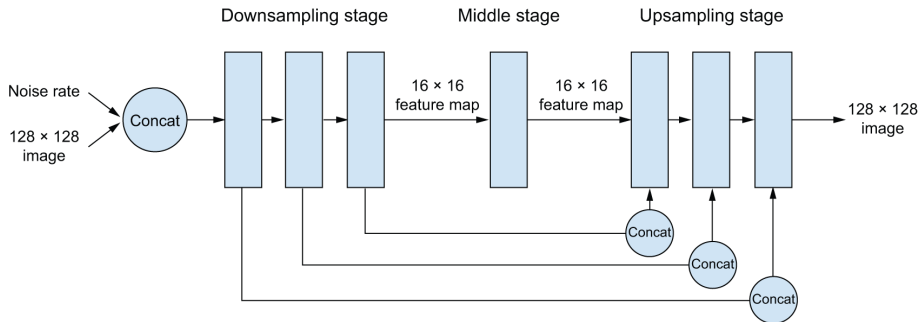 Downsampling stage
Middle stage
Upsampling stage
Noise rate
128 × 128
image
Concat
16 × 16
feature map
16 × 16
feature map
128 × 128
image
Concat
Concat
Concat